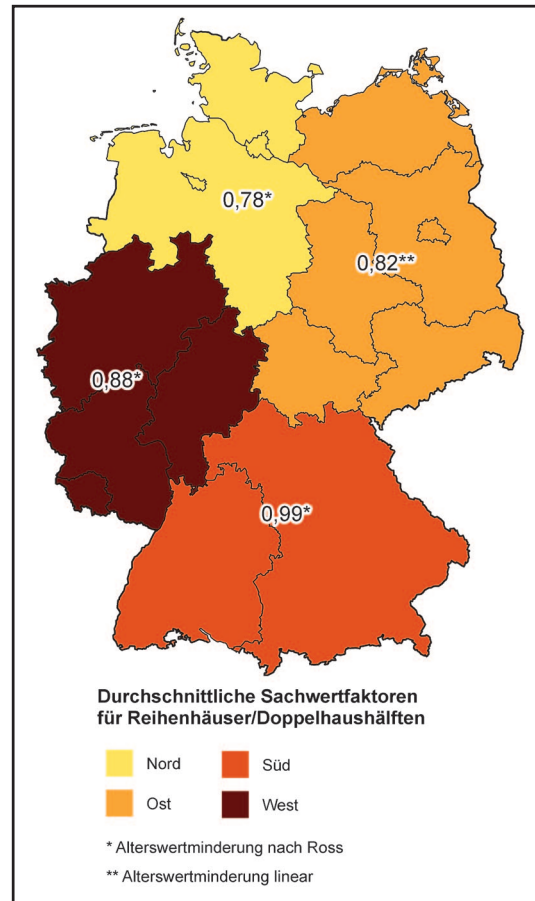 0,78*
0,82**
0,88*
0,99*
Durchschnittliche Sachwertfaktoren
für Reihenhäuser/Doppelhaushälften
Nord
Süd
Ost
West
* Alterswertminderung nach Ross
** Alterswertminderung linear